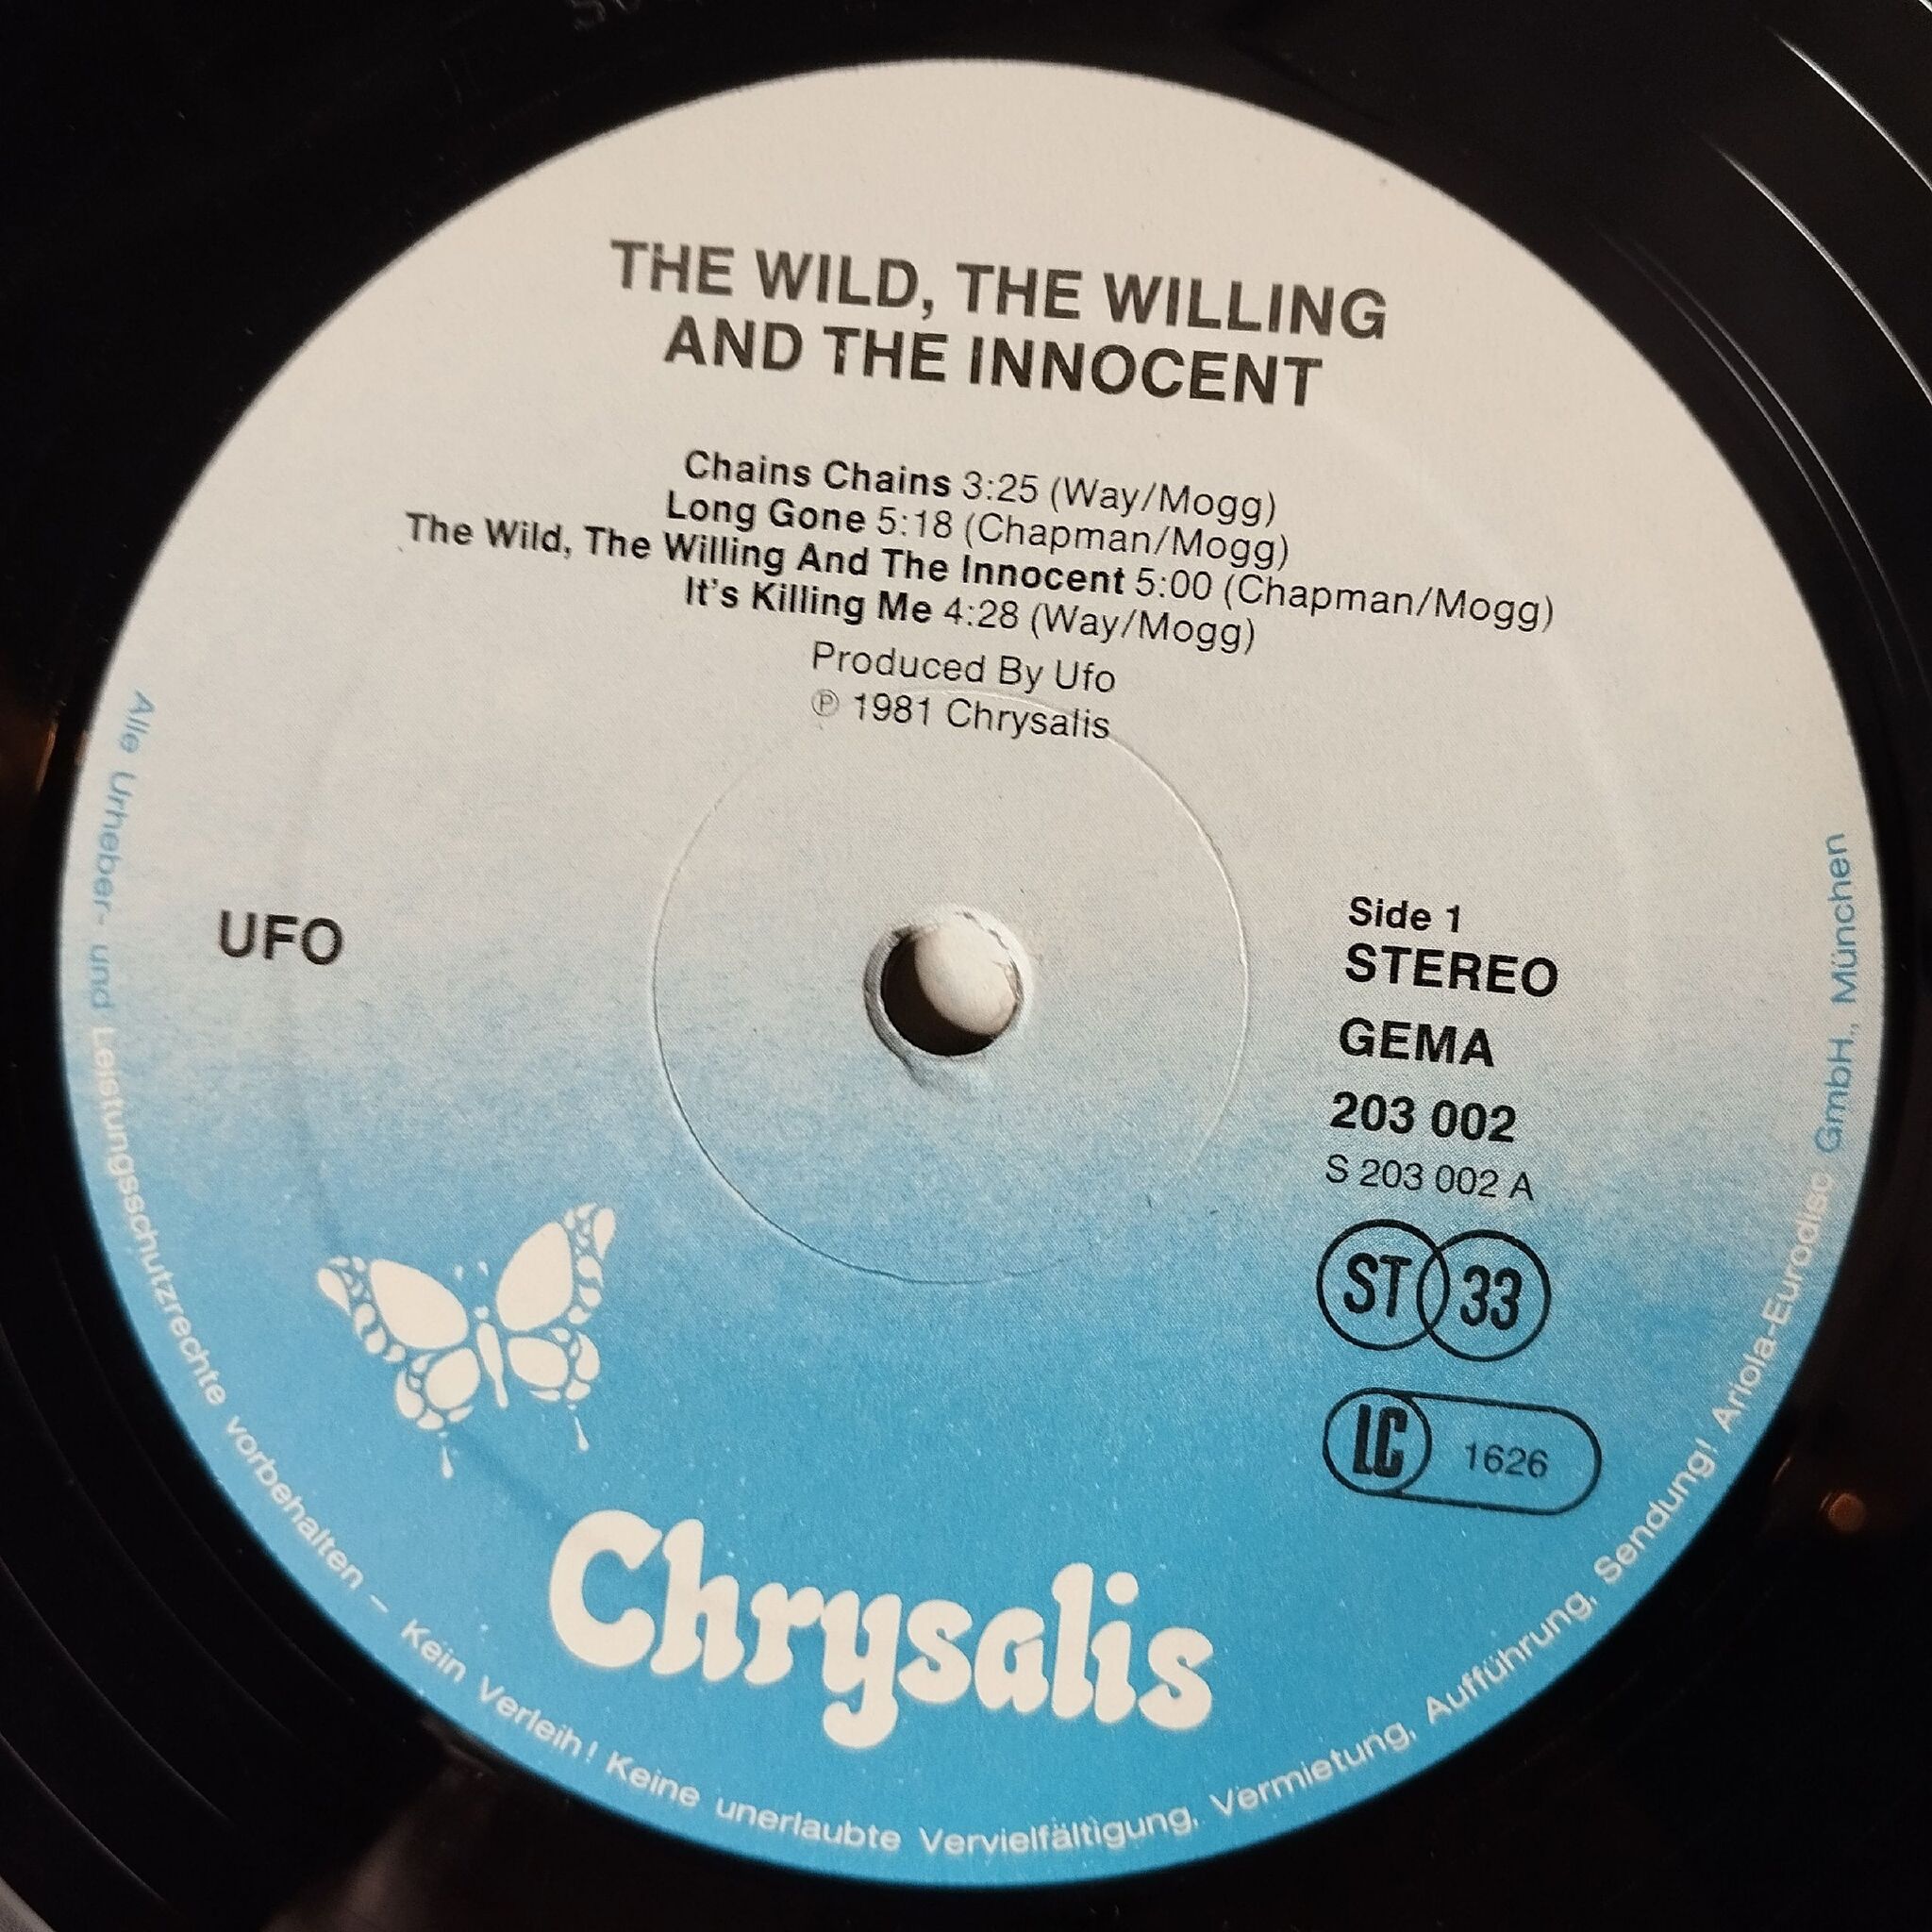 THE WILD, THE WILLING
AND THE INNOCENT
Chains Chains 3:25 (Way/Mogg)
Long Gone 5:18 (Chapman/Mogg)
The Wild, The Willing And The Innocent 5:00 (Chapman/Mogg)
It's Killing Me 4:28 (Way/Mogg)
Produced By Ufo
℗ 1981 Chrysalis
UFO
Side 1
STEREO
GEMA
203 002
S 203 002 A
ST 33
LC 1626
Chrysalis
Alle Urheber- und Leistungsschutzrechte vorbehalten – Kein Verleih! Keine unerlaubte Vervielfältigung, Vermietung, Aufführung, Sendung! Ariola-Eurodisc GmbH., München